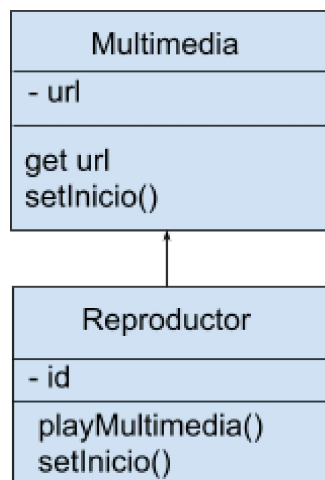 Multimedia
- url
get url
setInicio()
Reproductor
- id
playMultimedia()
setInicio()